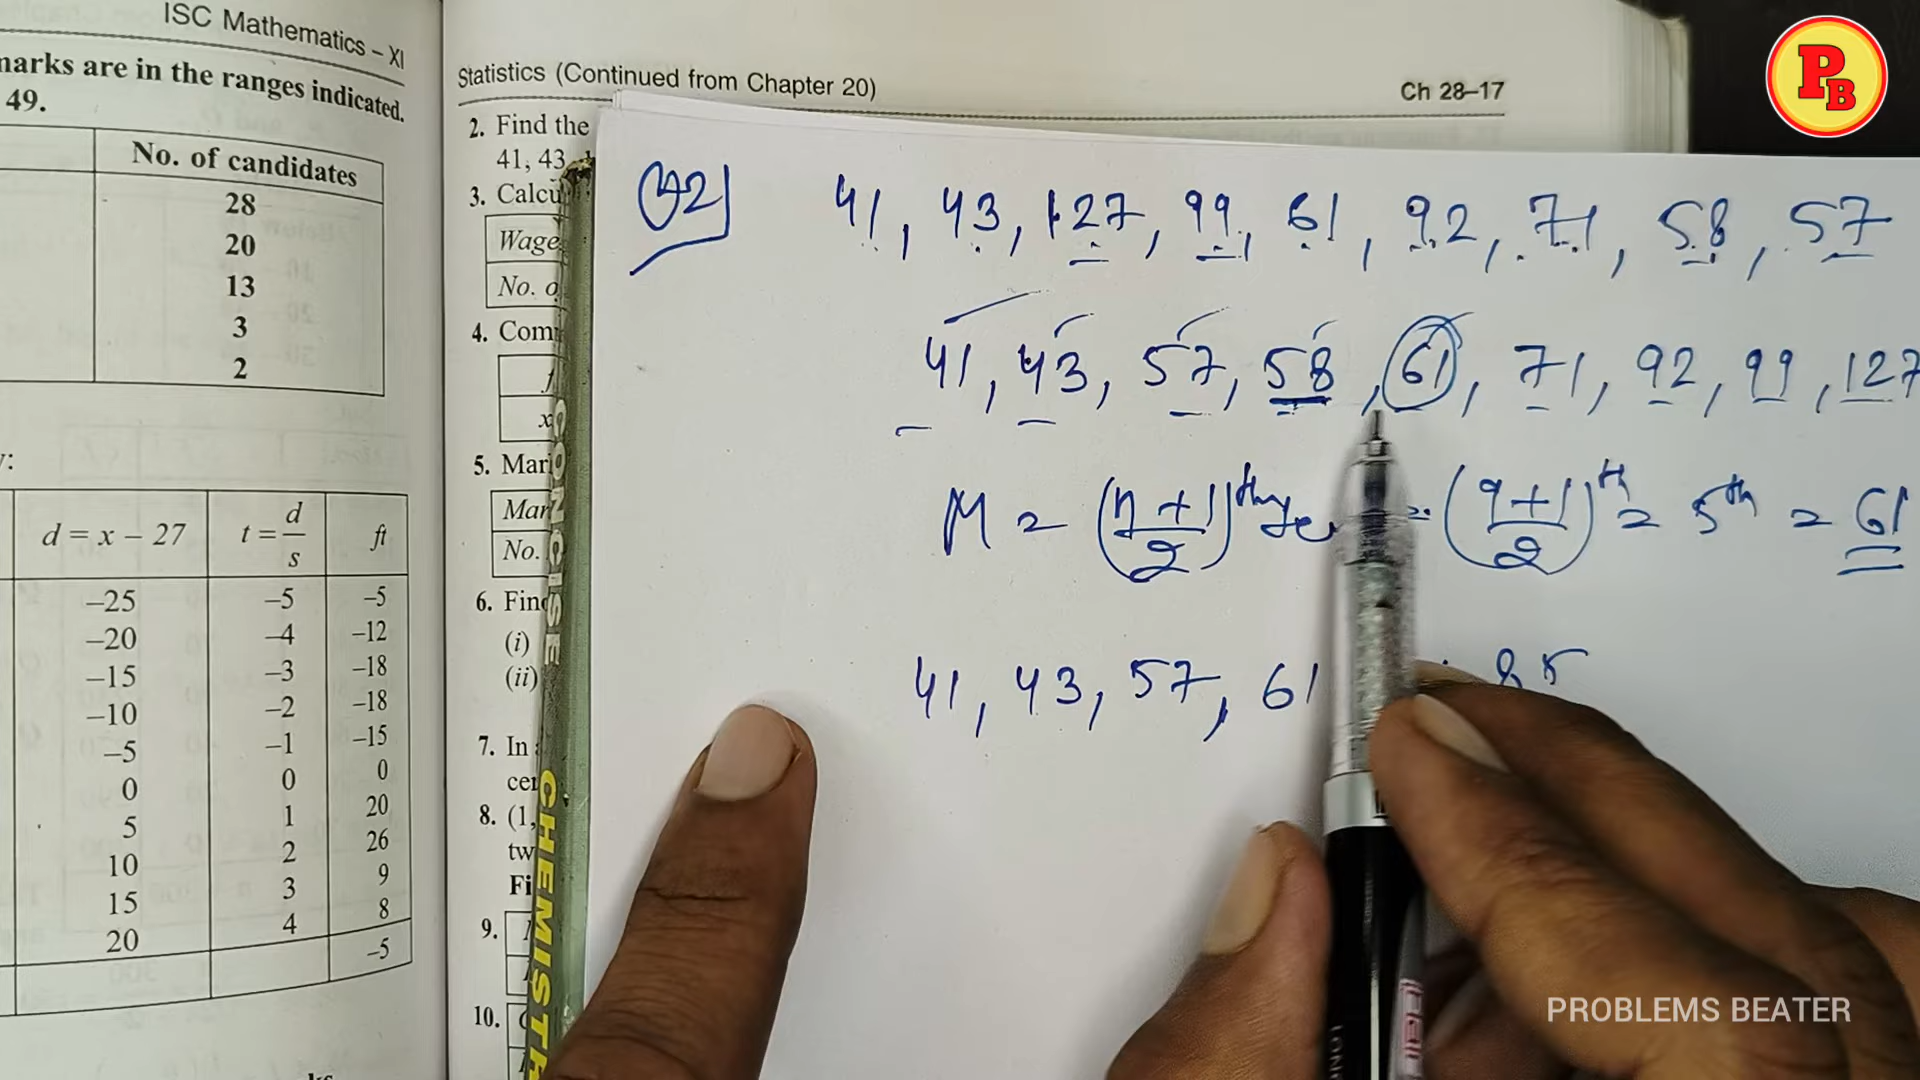 ISC Mathematics – XI
marks are in the ranges indicated.
49.
No. of candidates
28
20
13
3
2
d = x – 27 t = d/s ft
–25 –5 –5
–20 –4 –12
–15 –3 –18
–10 –2 –18
–5 –1 –15
0 0 0
5 1 20
10 2 26
15 3 9
20 4 8
–5
Statistics (Continued from Chapter 20)
Ch 28–17
2. Find the
41, 43
3. Calcu
Wage
No. o
4. Com
f
x
5. Mari
Mar
No.
6. Find
(i)
(ii)
7. In
cer
8. (1,
tw
Fi
9.
10.
CONCISE CHEMISTR
Q2] 41, 43, 127, 99, 61, 92, 71, 58, 57
41, 43, 57, 58, 61, 71, 92, 99, 127
M = (n+1/2)th = (9+1/2)th = 5th = 61
41, 43, 57, 61
85
PB
PROBLEMS BEATER